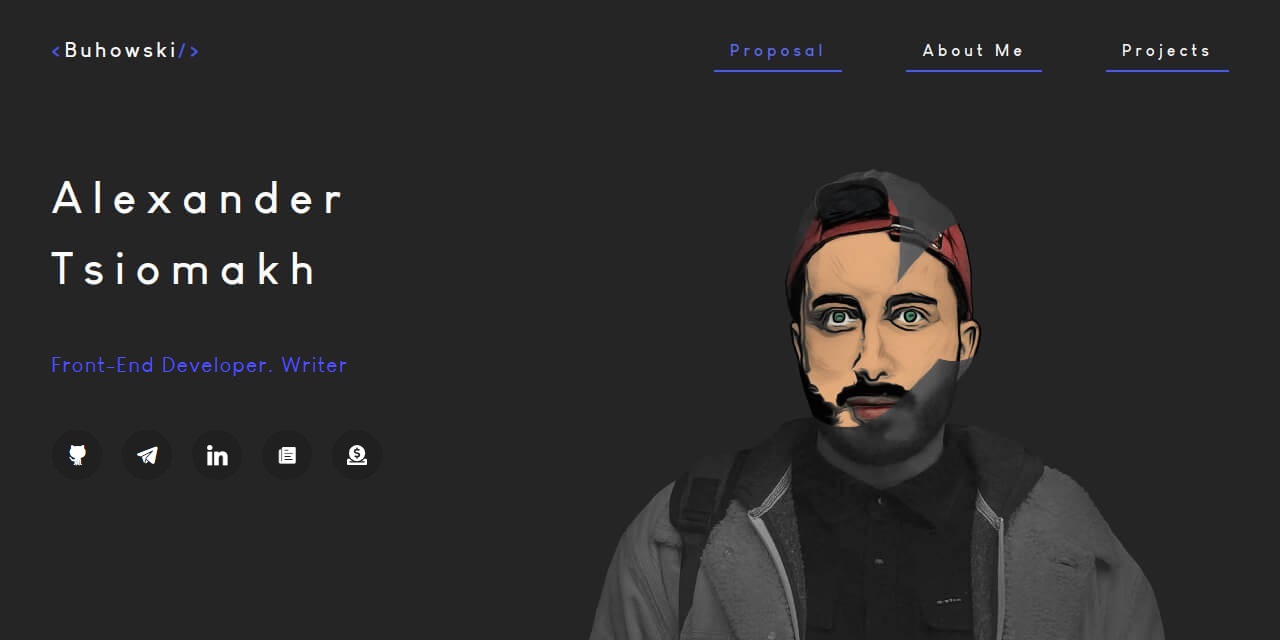 <Buhowski/>
Proposal
About Me
Projects
Alexander
Tsiomakh
Front-End Developer. Writer